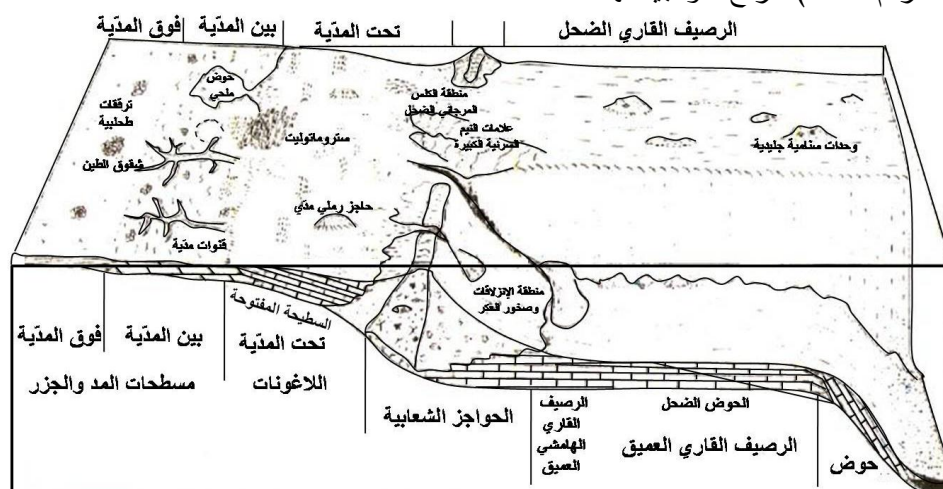 فوق المدّية
بين المدّية
تحت المدّية
الرصيف القاري الضحل
حوض
ملحي
ترققات
طحلبية
ستروماتوليت
شقوق الطين
قنوات مدّية
حاجز رملي مدّي
منطقة الكلس
المرجاني الضحل
علامات النيم
السرئية الكبيرة
وحدات سنامية جليدية
منطقة الإنزلاقات
وصخور العكر
السطيحة المفتوحة
فوق المدّية
بين المدّية
تحت المدّية
مسطحات المد والجزر
اللاغونات
الحواجز الشعابية
الرصيف
القاري
الهامشي
العميق
الحوض الضحل
الرصيف القاري العميق
حوض